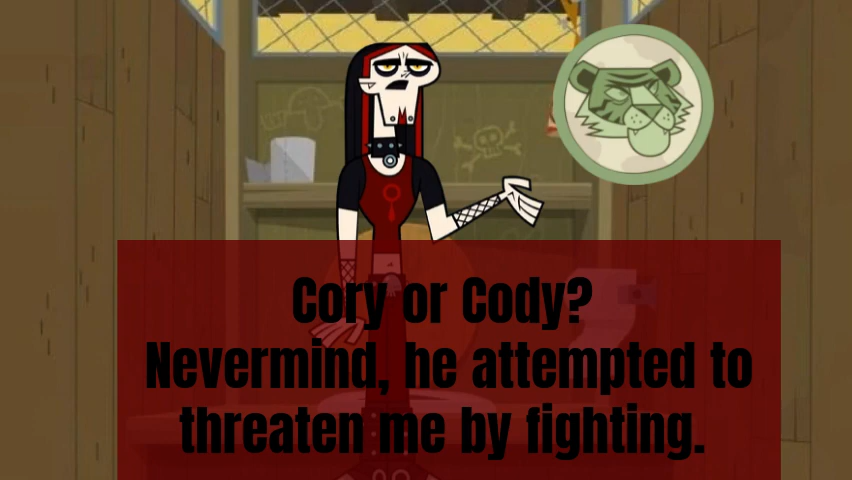 Cory or Cody?
Nevermind, he attempted to
threaten me by fighting.